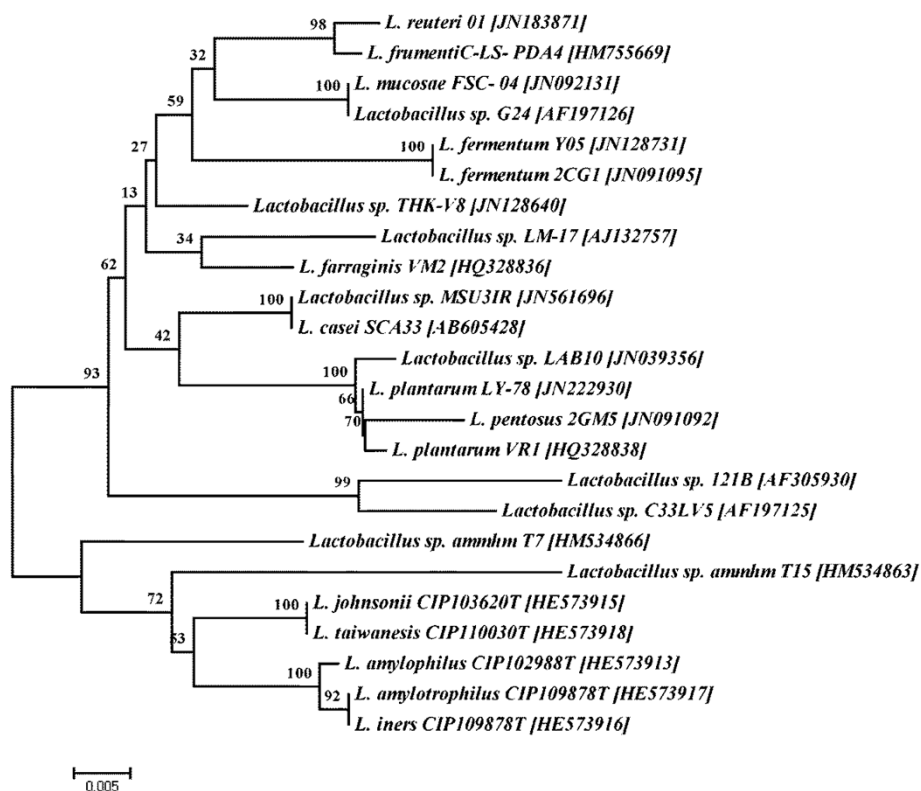 98
L. reuteri 01 [JN183871]
32
L. frumentiC-LS- PDA4 [HM755669]
L. mucosae FSC- 04 [JN092131]
100
59
Lactobacillus sp. G24 [AF197126]
L. fermentum Y05 [JN128731]
100
27
L. fermentum 2CG1 [JN091095]
13
Lactobacillus sp. THK-V8 [JN128640]
Lactobacillus sp. LM-17 [AJ132757]
34
62
L. farraginis VM2 [HQ328836]
Lactobacillus sp. MSU3IR [JN561696]
100
L. casei SCA33 [AB605428]
42
Lactobacillus sp. LAB10 [JN039356]
93
100
L. plantarum LY-78 [JN222930]
66
70
L. pentosus 2GM5 [JN091092]
L. plantarum VR1 [HQ328838]
Lactobacillus sp. 121B [AF305930]
99
Lactobacillus sp. C33LV5 [AF197125]
Lactobacillus sp. ammhm T7 [HM534866]
Lactobacillus sp. ammhm T15 [HM534863]
72
L. johnsonii CIP103620T [HE573915]
100
L. taiwanesis CIP110030T [HE573918]
53
L. amylophilus CIP102988T [HE573913]
100
92
L. amylotrophilus CIP109878T [HE573917]
L. iners CIP109878T [HE573916]
0.005